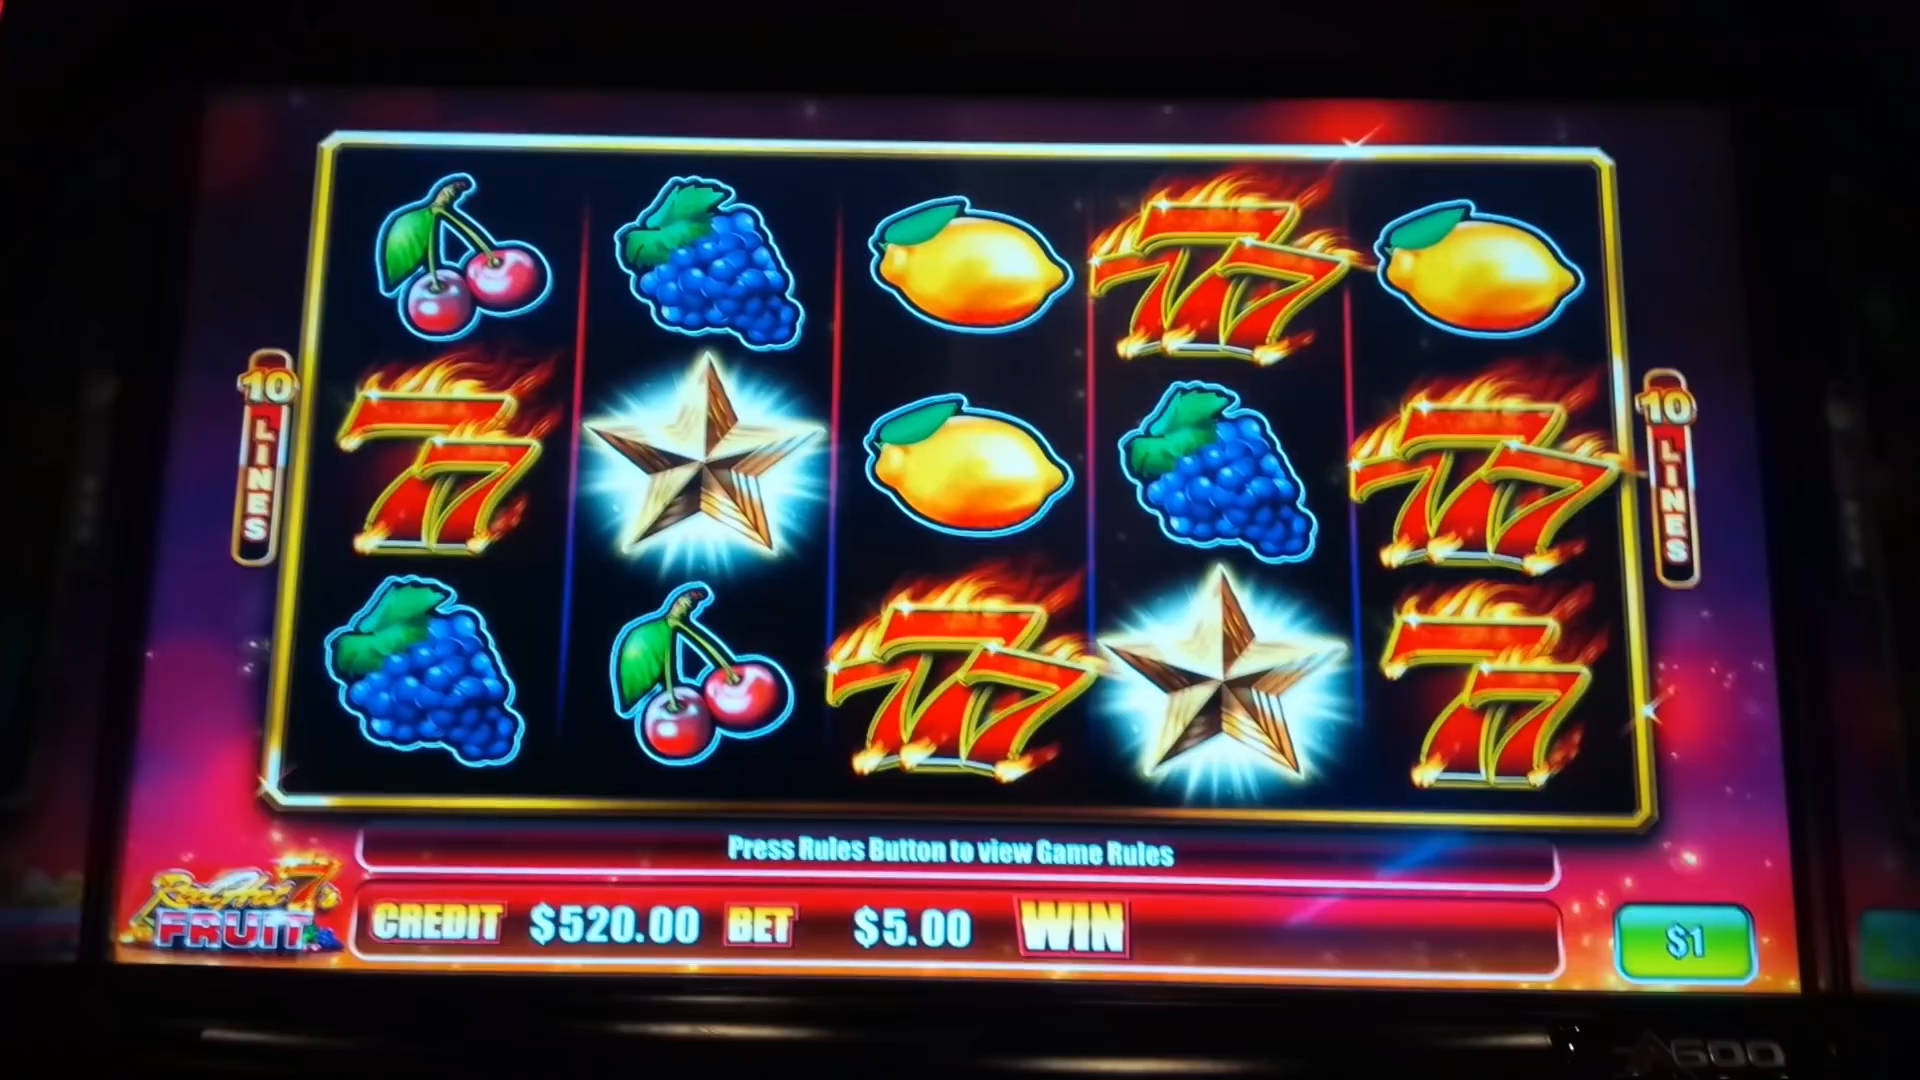 10
LINES
10
LINES
Press Rules Button to view Game Rules
Red Hot 7's
FRUIT
CREDIT $520.00 BET $5.00 WIN
$1
A600